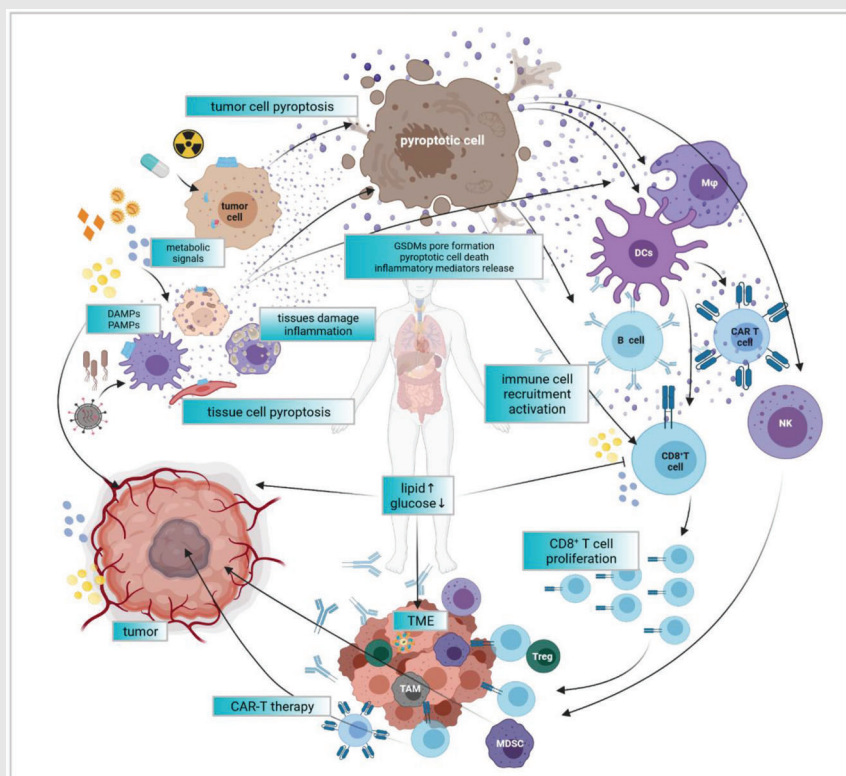 tumor cell pyroptosis
pyroptotic cell
Mφ
tumor
cell
metabolic
signals
GSDMs pore formation
pyroptotic cell death
inflammatory mediators release
DCs
DAMPs
PAMPs
tissues damage
inflammation
B cell
CAR T
cell
immune cell
recruitment
activation
tissue cell pyroptosis
NK
CD8⁺T
cell
lipid↑
glucose↓
CD8⁺ T cell
proliferation
TME
tumor
Treg
TAM
CAR-T therapy
MDSC